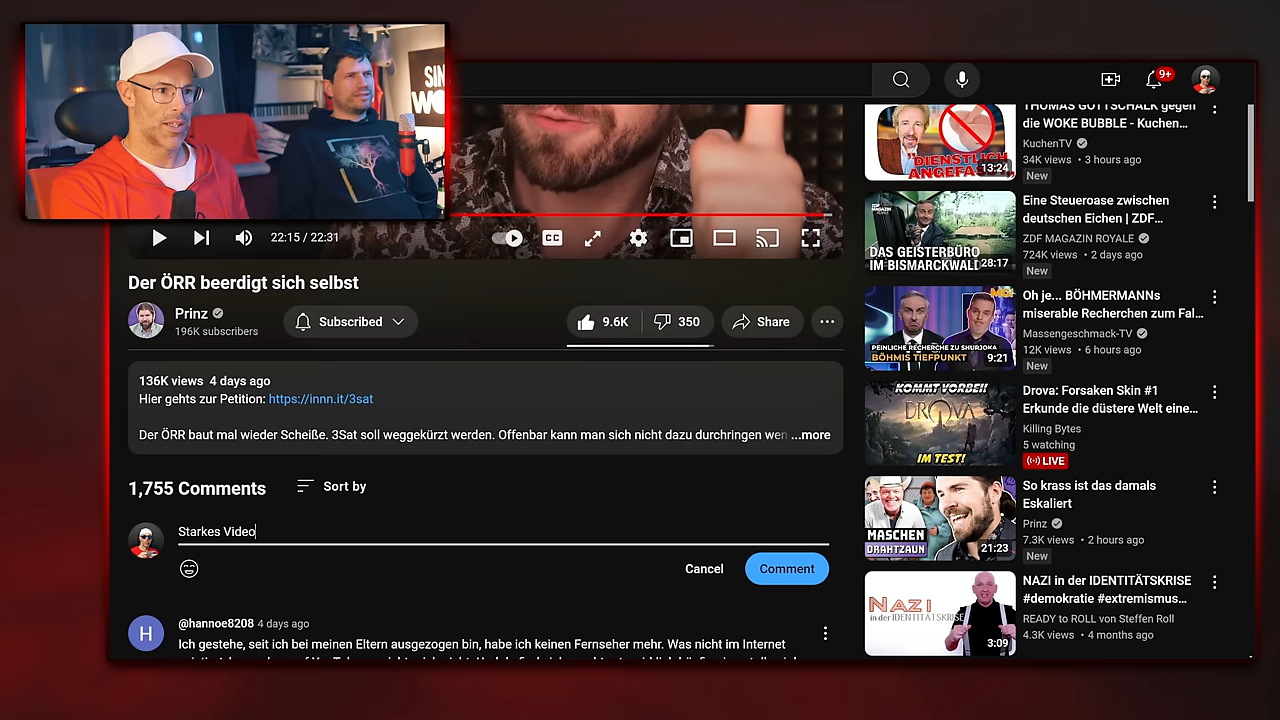 SIN
WO
9+
22:15 / 22:31
CC
Der ÖRR beerdigt sich selbst
Prinz
196K subscribers
Subscribed
9.6K
350
Share
136K views 4 days ago
Hier gehts zur Petition: https://innn.it/3sat
Der ÖRR baut mal wieder Scheiße. 3Sat soll weggekürzt werden. Offenbar kann man sich nicht dazu durchringen wen ...more
1,755 Comments
Sort by
Starkes Video
Cancel
Comment
H
@hannoe8208 4 days ago
Ich gestehe, seit ich bei meinen Eltern ausgezogen bin, habe ich keinen Fernseher mehr. Was nicht im Internet
DIENSTLICH
ANGEFAS
13:24
THOMAS GOTTSCHALK gegen
die WOKE BUBBLE - Kuchen...
KuchenTV
34K views • 3 hours ago
New
ZDF
MAGAZIN
ROYALE
DAS GEISTERBÜRO
IM BISMARCKWALD
28:17
Eine Steueroase zwischen
deutschen Eichen | ZDF...
ZDF MAGAZIN ROYALE
724K views • 2 days ago
New
PEINLICHE RECHERCHE ZU SHURJOKA
BÖHMIS TIEFPUNKT
9:21
Oh je... BÖHMERMANNs
miserable Recherchen zum Fal...
Massengeschmack-TV
12K views • 6 hours ago
New
KOMMT VORBEI!
DROVA
IM TEST!
Drova: Forsaken Skin #1
Erkunde die düstere Welt eine...
Killing Bytes
5 watching
LIVE
MASCHEN
DRAHTZAUN
21:23
So krass ist das damals
Eskaliert
Prinz
7.3K views • 2 hours ago
New
NAZI
in der IDENTITÄTSKRISE
3:09
NAZI in der IDENTITÄTSKRISE
#demokratie #extremismus...
READY to ROLL von Steffen Roll
4.3K views • 4 months ago